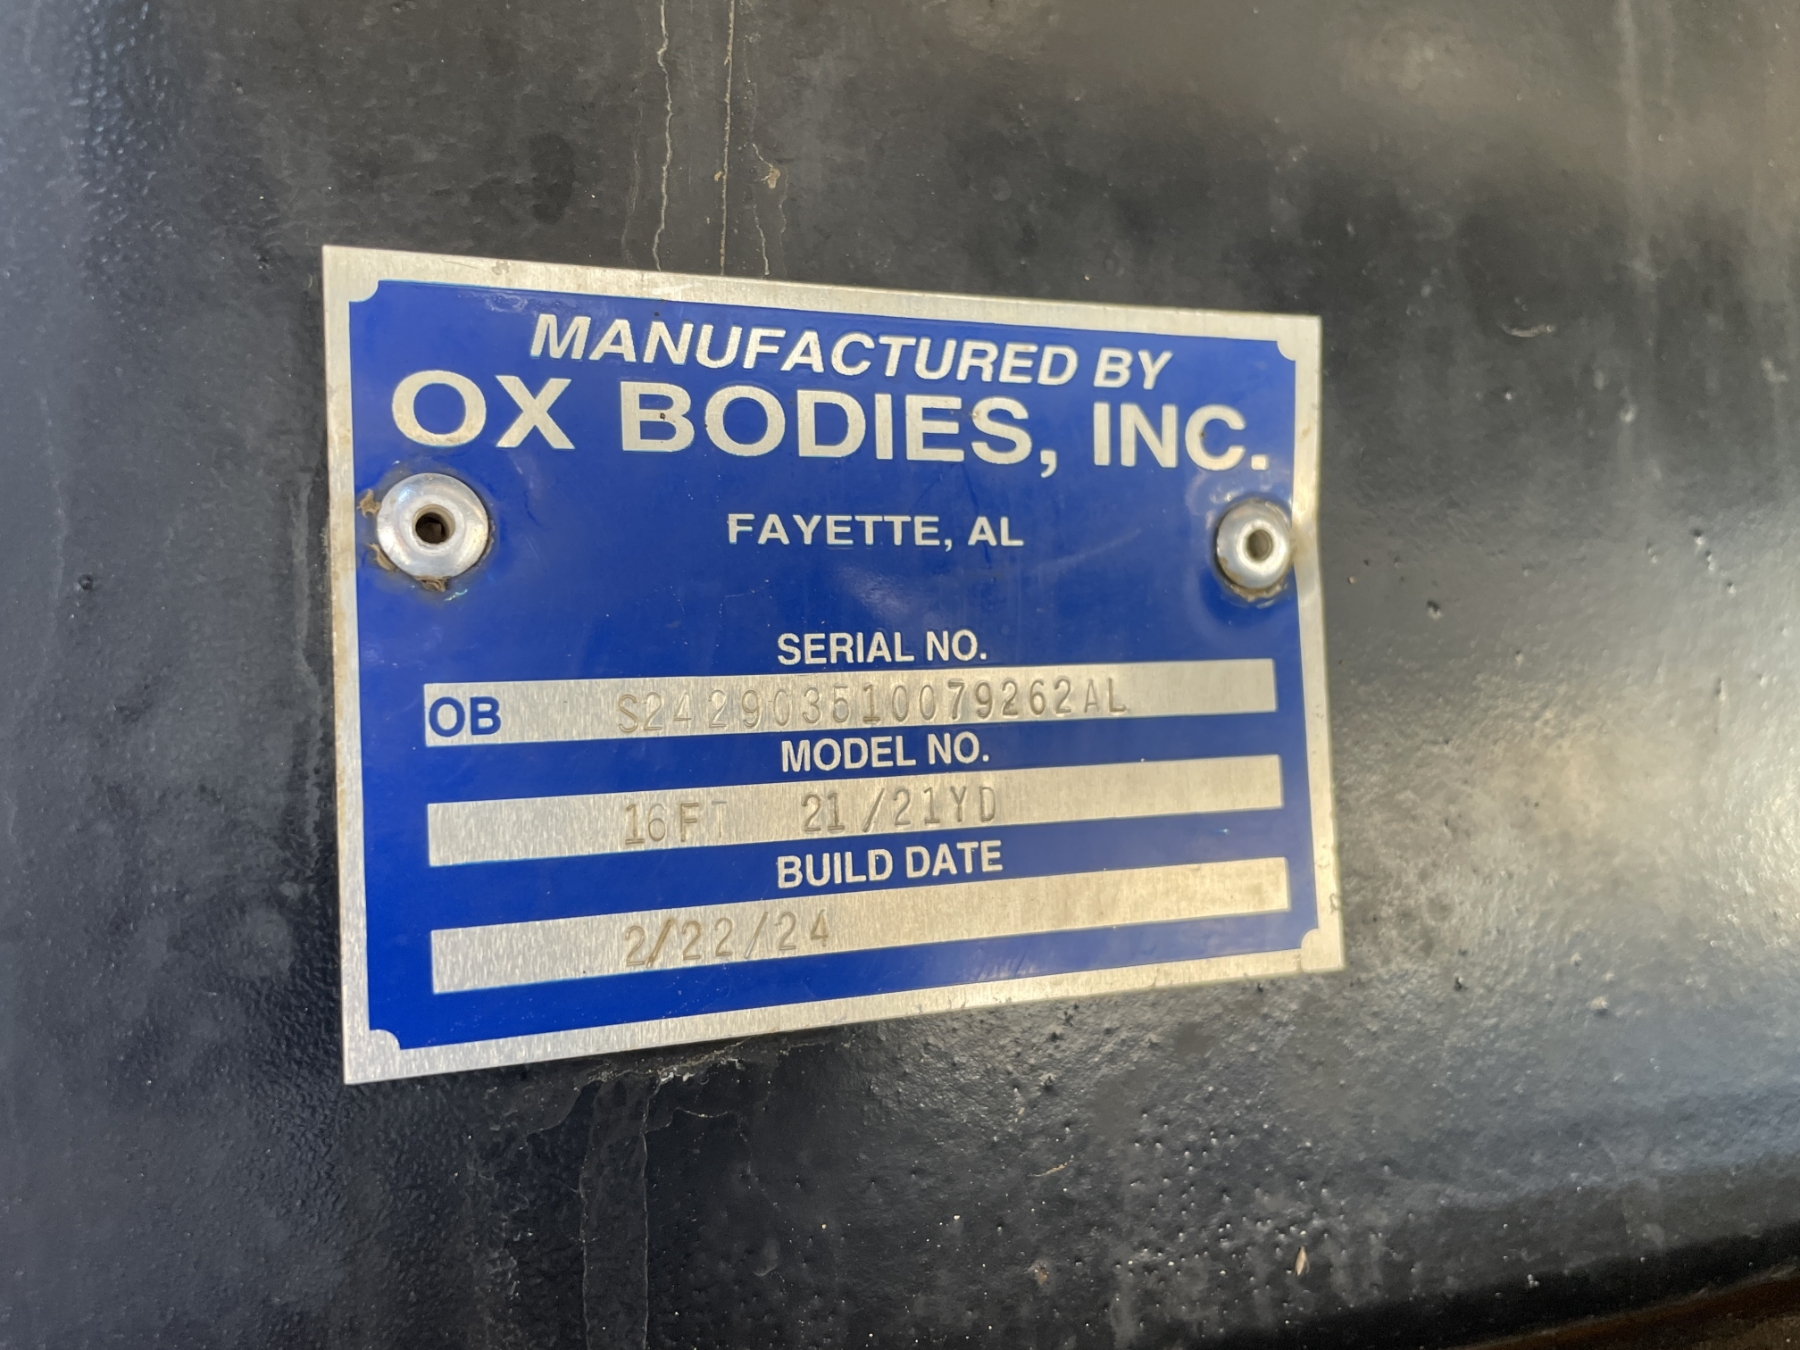 MANUFACTURED BY
OX BODIES, INC.
FAYETTE, AL
SERIAL NO.
OB S242903510079262AL
MODEL NO.
16FT 21/21YD
BUILD DATE
2/22/24